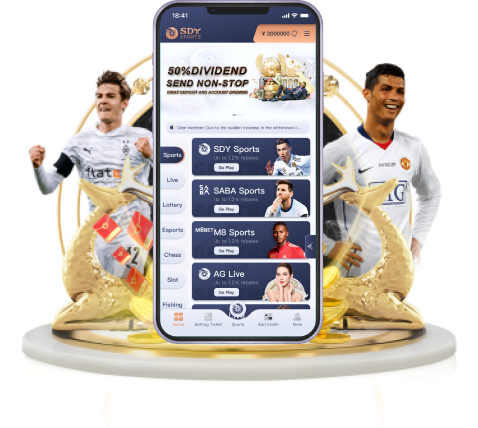 18:41
SDY
SPORTS
¥ 2000000
50%DIVIDEND
SEND NON-STOP
FIRST DEPOSIT AND ACCOUNT OPENING
Dear member: Due to the sudden increase in the withdrawal o...
Sports
SDY Sports
Up to 1.2% rebates
Go Play
Live
SABA Sports
Up to 1.2% rebates
Go Play
Lottery
Esports
M8BET M8 Sports
Up to 1.2% rebates
Go Play
Chess
AG Live
Up to 1.2% rebates
Go Play
Slot
Fishing
Betting Ticket
Sports
Add Credit
Mine
flatex
AIG